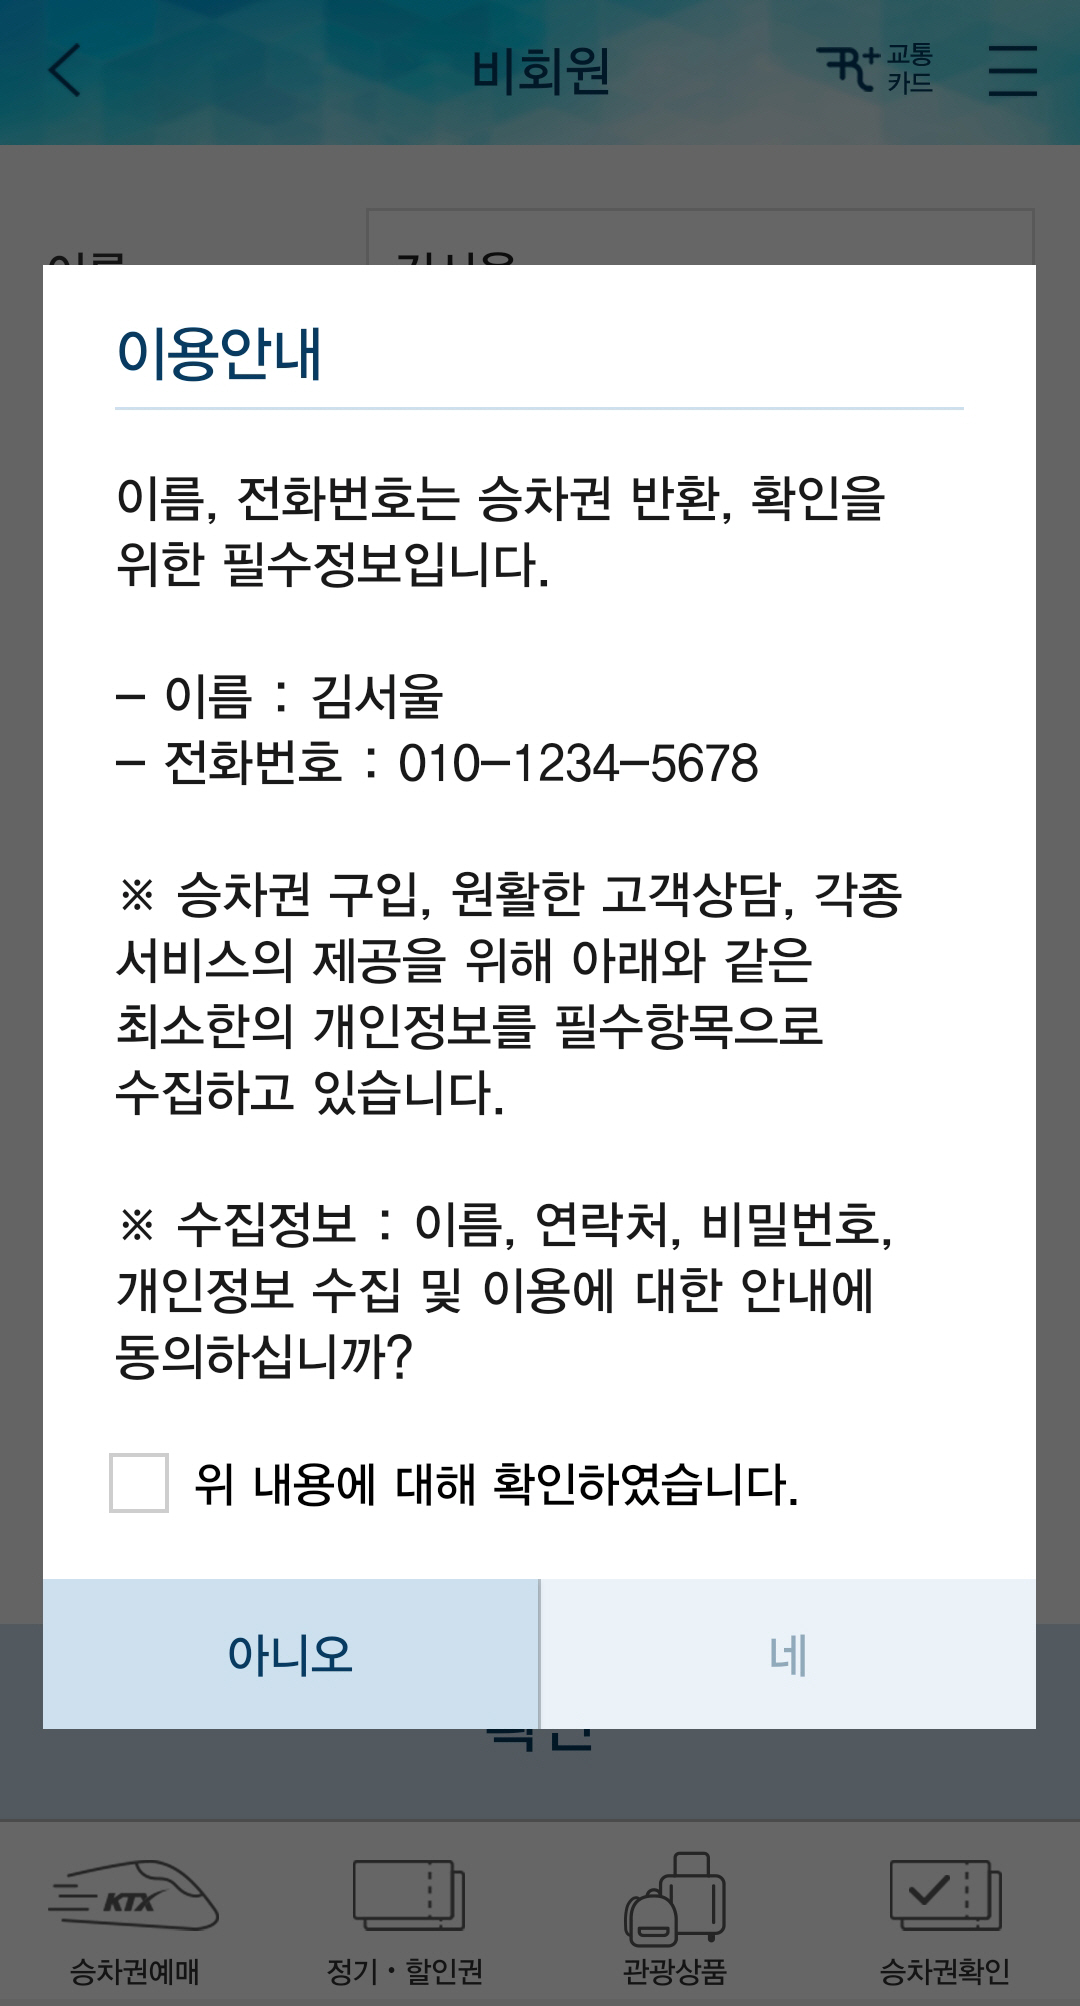 비회원
교통
카드
이름
김서울
이용안내
이름, 전화번호는 승차권 반환, 확인을
위한 필수정보입니다.
- 이름 : 김서울
- 전화번호 : 010-1234-5678
※ 승차권 구입, 원활한 고객상담, 각종
서비스의 제공을 위해 아래와 같은
최소한의 개인정보를 필수항목으로
수집하고 있습니다.
※ 수집정보 : 이름, 연락처, 비밀번호,
개인정보 수집 및 이용에 대한 안내에
동의하십니까?
위 내용에 대해 확인하였습니다.
아니오
네
확인
KTX
승차권예매
정기·할인권
관광상품
승차권확인